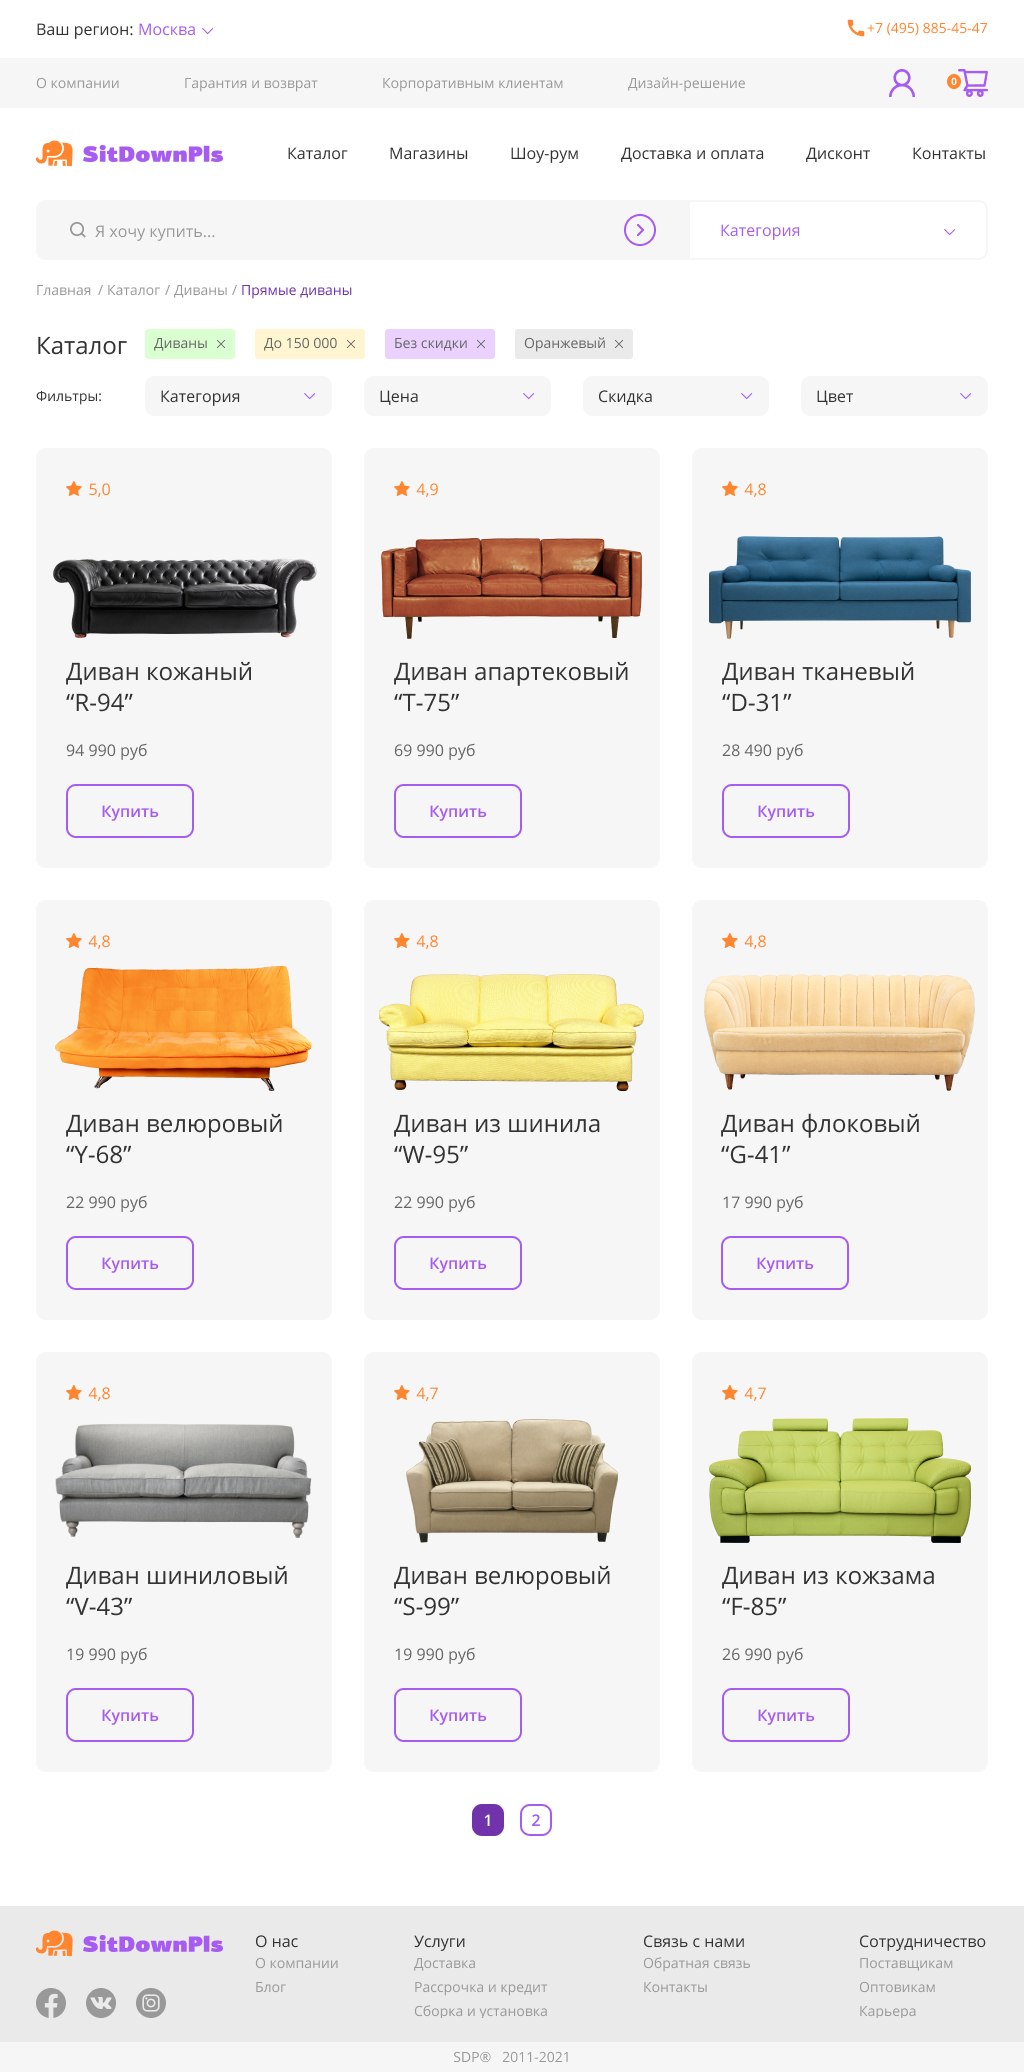 Ваш регион: Москва
+7 (495) 885-45-47
О компании
Гарантия и возврат
Корпоративным клиентам
Дизайн-решение
0
SitDownPls
Каталог
Магазины
Шоу-рум
Доставка и оплата
Дисконт
Контакты
Я хочу купить...
Категория
Главная / Каталог / Диваны / Прямые диваны
Каталог
Диваны
До 150 000
Без скидки
Оранжевый
Фильтры:
Категория
Цена
Скидка
Цвет
5,0
Диван кожаный
“R-94”
94 990 руб
Купить
4,9
Диван апартековый
“T-75”
69 990 руб
Купить
4,8
Диван тканевый
“D-31”
28 490 руб
Купить
4,8
Диван велюровый
“Y-68”
22 990 руб
Купить
4,8
Диван из шинила
“W-95”
22 990 руб
Купить
4,8
Диван флоковый
“G-41”
17 990 руб
Купить
4,8
Диван шиниловый
“V-43”
19 990 руб
Купить
4,7
Диван велюровый
“S-99”
19 990 руб
Купить
4,7
Диван из кожзама
“F-85”
26 990 руб
Купить
1
2
SitDownPls
О нас
О компании
Блог
Услуги
Доставка
Рассрочка и кредит
Сборка и установка
Связь с нами
Обратная связь
Контакты
Сотрудничество
Поставщикам
Оптовикам
Карьера
SDP® 2011-2021